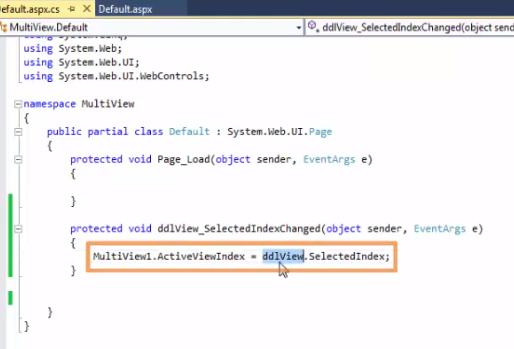 Default.aspx.cs Default.aspx
MultiView.Default ddlView_SelectedIndexChanged(object send
using System.Web;
using System.Web.UI;
using System.Web.UI.WebControls;
namespace MultiView
{
public partial class Default : System.Web.UI.Page
{
protected void Page_Load(object sender, EventArgs e)
{
}
protected void ddlView_SelectedIndexChanged(object sender, EventArgs e)
{
MultiView1.ActiveViewIndex = ddlView.SelectedIndex;
}
}
}